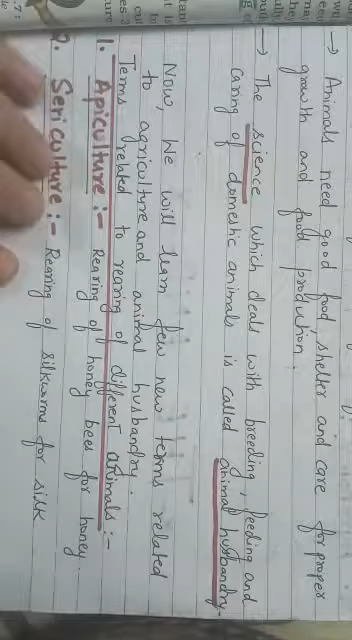 → Animals need good food, shelter and care for proper
growth and food production.
→ The science which deals with breeding, feeding and
caring of domestic animals is called animal husbandry.
Now, we will learn few new terms related
to agriculture and animal husbandry.
Terms related to rearing of different animals :-
1. Apiculture :- Rearing of honey bees for honey.
2. Sericulture :- Rearing of silkworms for silk